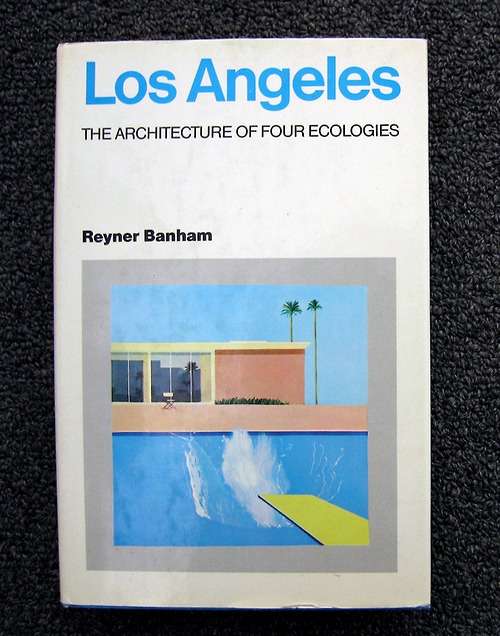 Los Angeles
THE ARCHITECTURE OF FOUR ECOLOGIES
Reyner Banham